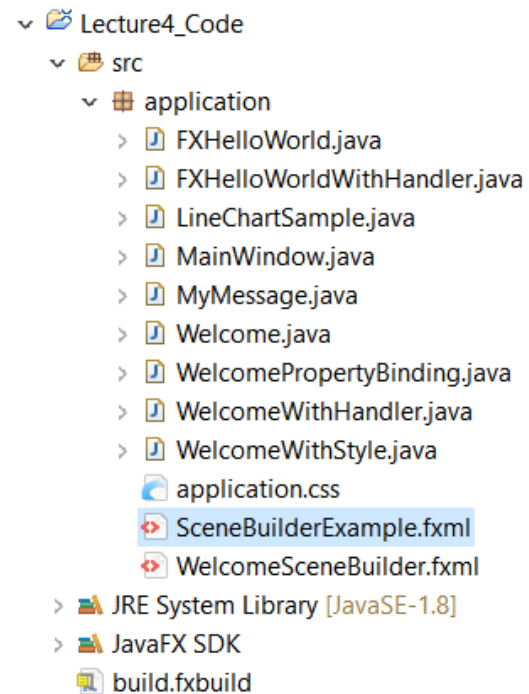 Lecture4_Code
src
application
FXHelloWorld.java
FXHelloWorldWithHandler.java
LineChartSample.java
MainWindow.java
MyMessage.java
Welcome.java
WelcomePropertyBinding.java
WelcomeWithHandler.java
WelcomeWithStyle.java
application.css
SceneBuilderExample.fxml
WelcomeSceneBuilder.fxml
JRE System Library [JavaSE-1.8]
JavaFX SDK
build.fxbuild